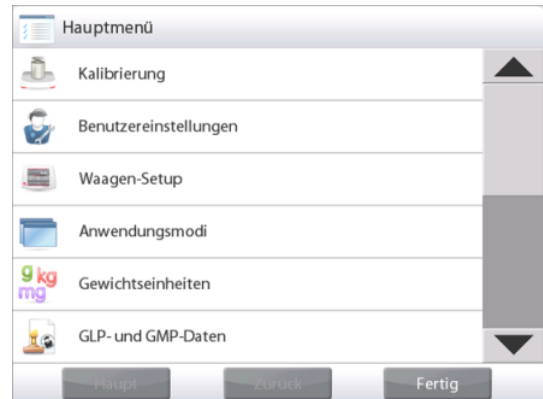 Hauptmenü
Kalibrierung
Benutzereinstellungen
Waagen-Setup
Anwendungsmodi
g kg
mg
Gewichtseinheiten
GLP- und GMP-Daten
Haupt Zurück Fertig